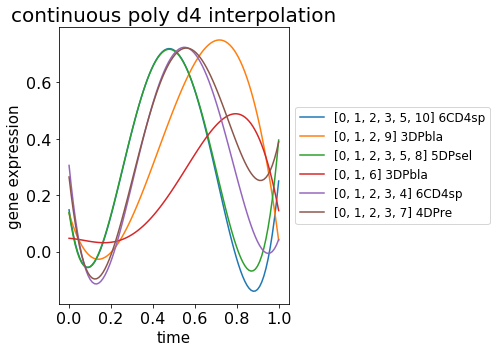 continuous poly d4 interpolation
gene expression
0.6
0.4
0.2
0.0
0.0 0.2 0.4 0.6 0.8 1.0
time
[0, 1, 2, 3, 5, 10] 6CD4sp
[0, 1, 2, 9] 3DPbla
[0, 1, 2, 3, 5, 8] 5DPsel
[0, 1, 6] 3DPbla
[0, 1, 2, 3, 4] 6CD4sp
[0, 1, 2, 3, 7] 4DPre